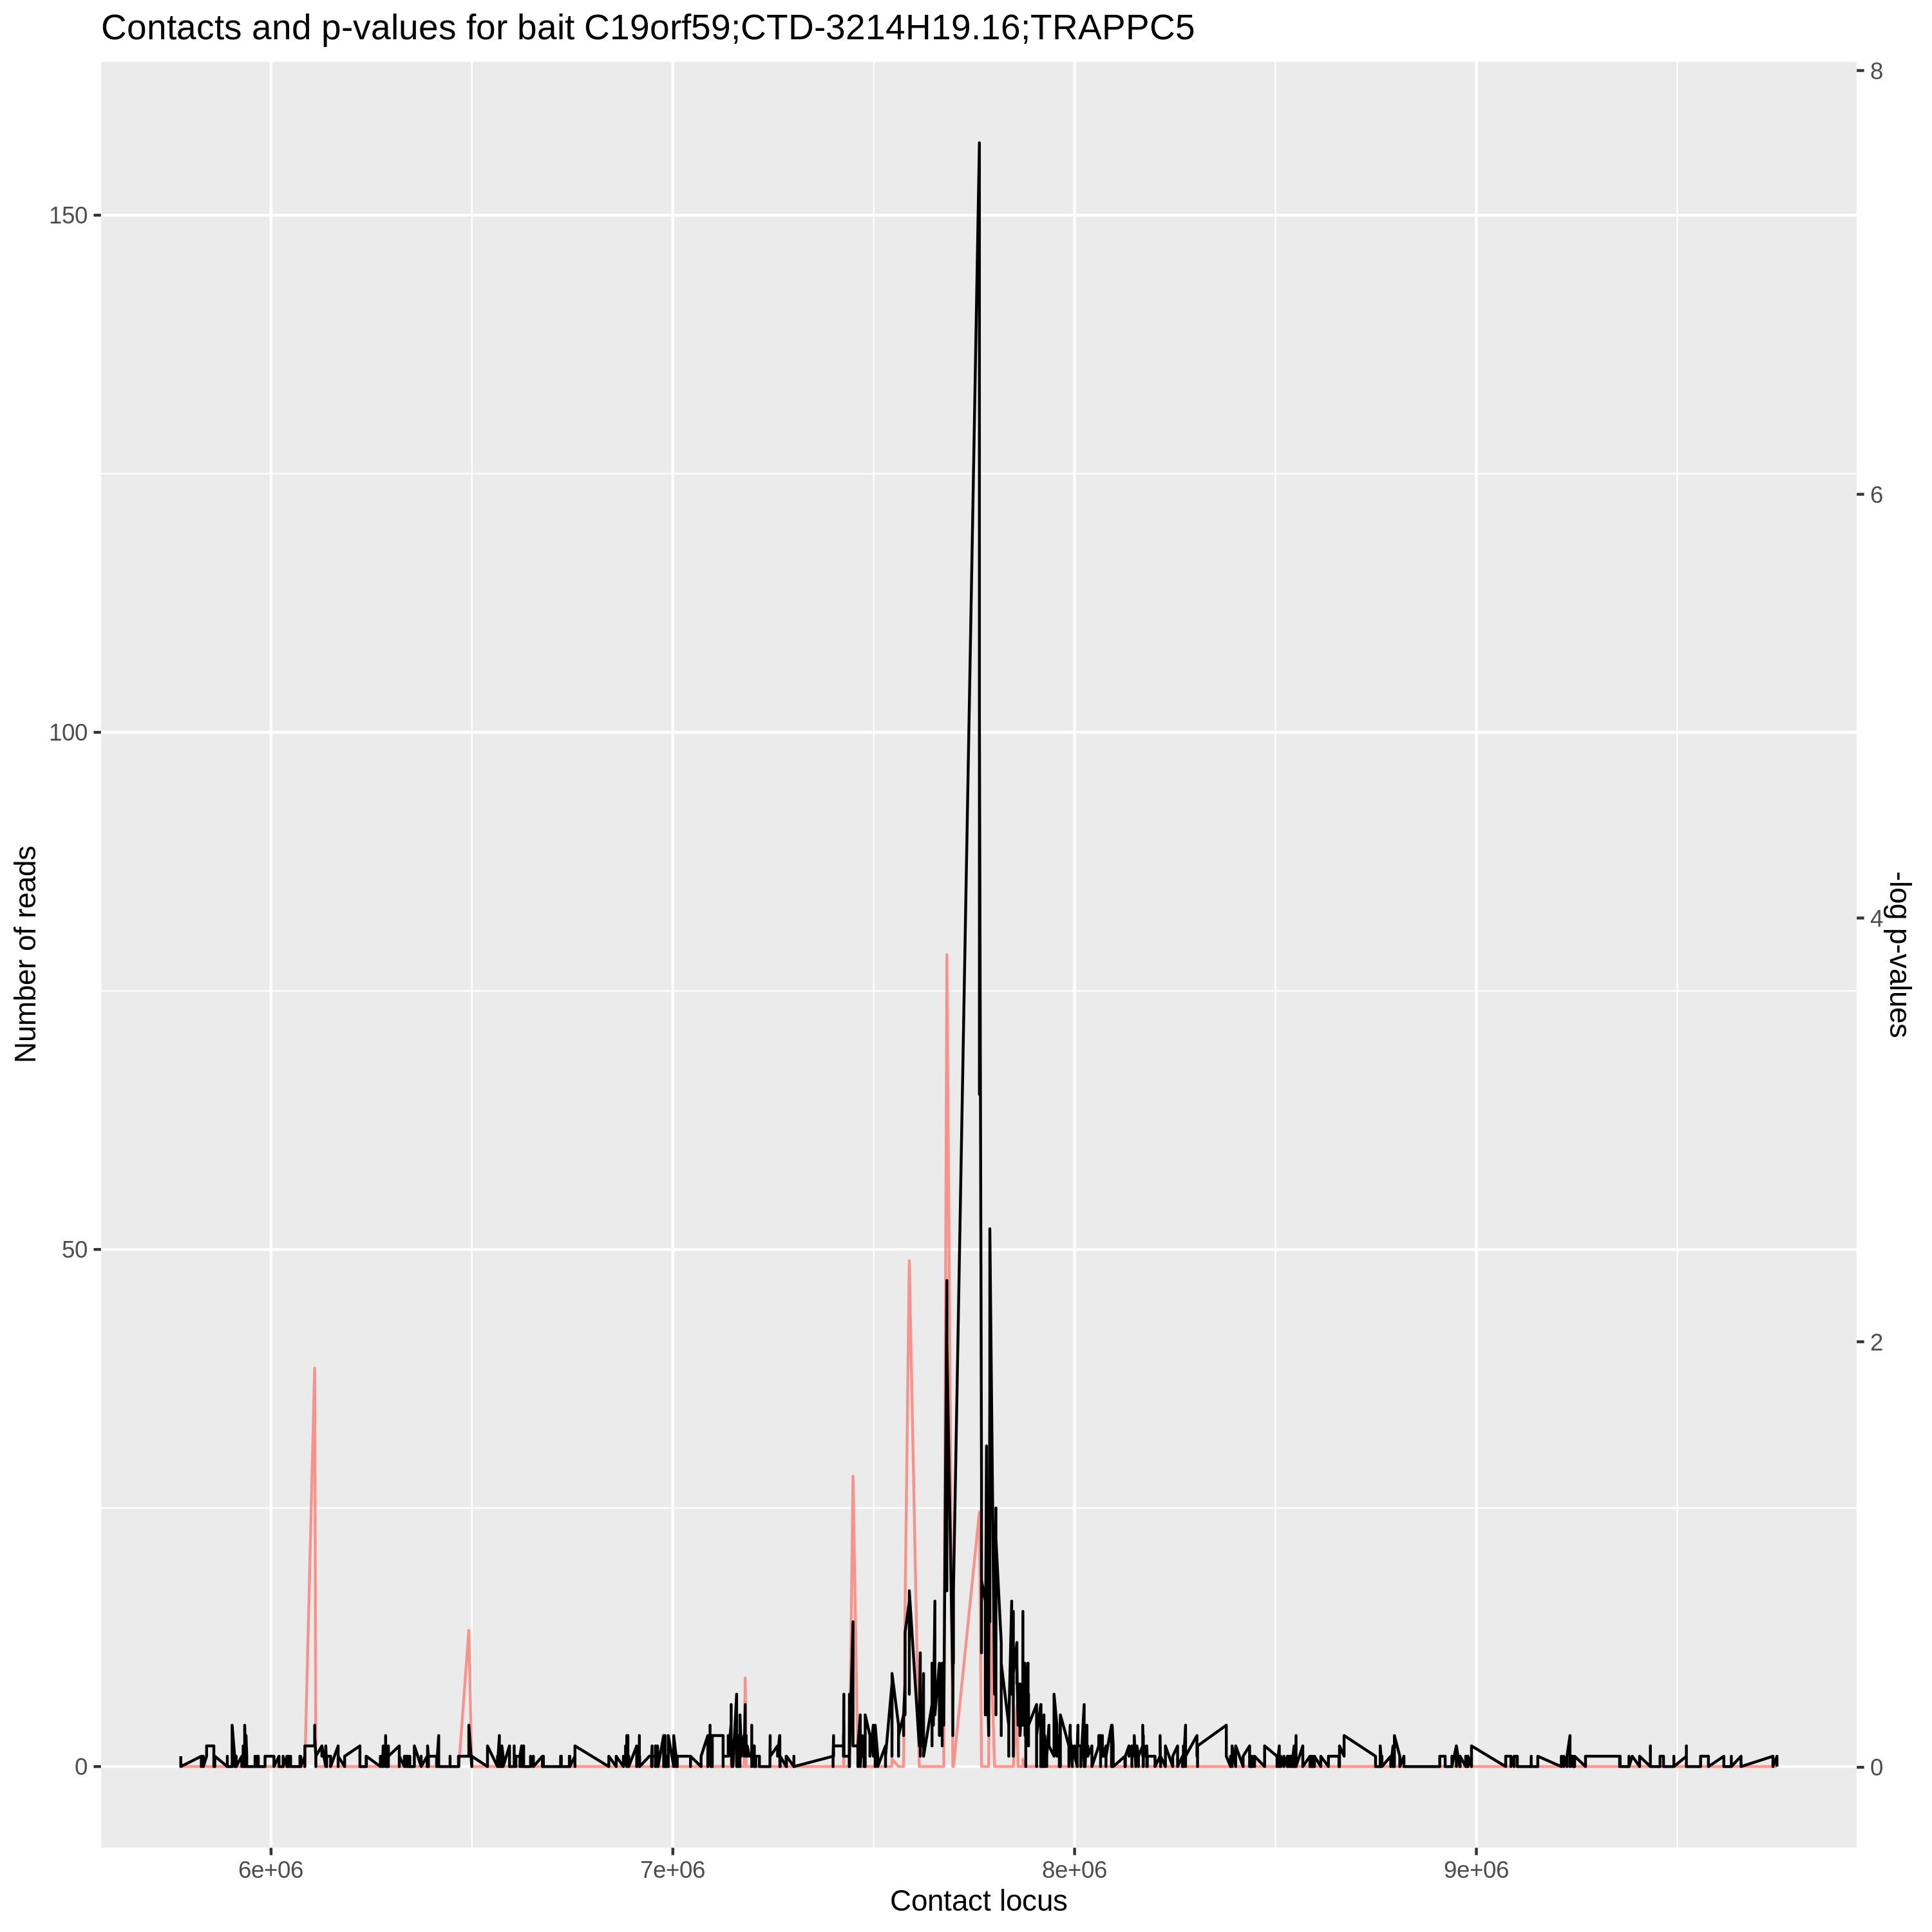 Contacts and p-values for bait C19orf59;CTD-3214H19.16;TRAPPC5
8
150
6
100
Number of reads
4
-log p-values
50
2
0
0
6e+06
7e+06
8e+06
9e+06
Contact locus